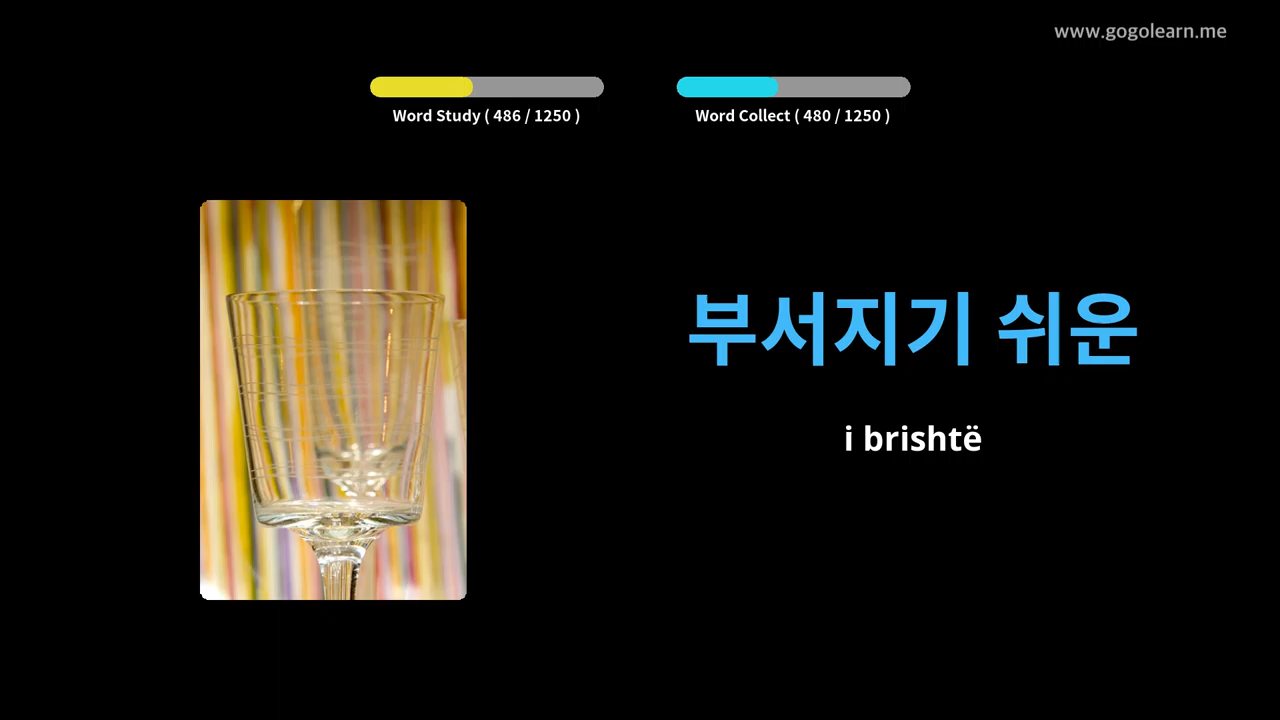 www.gogolearn.me
Word Study ( 486 / 1250 )
Word Collect ( 480 / 1250 )
부서지기 쉬운
i brishtë